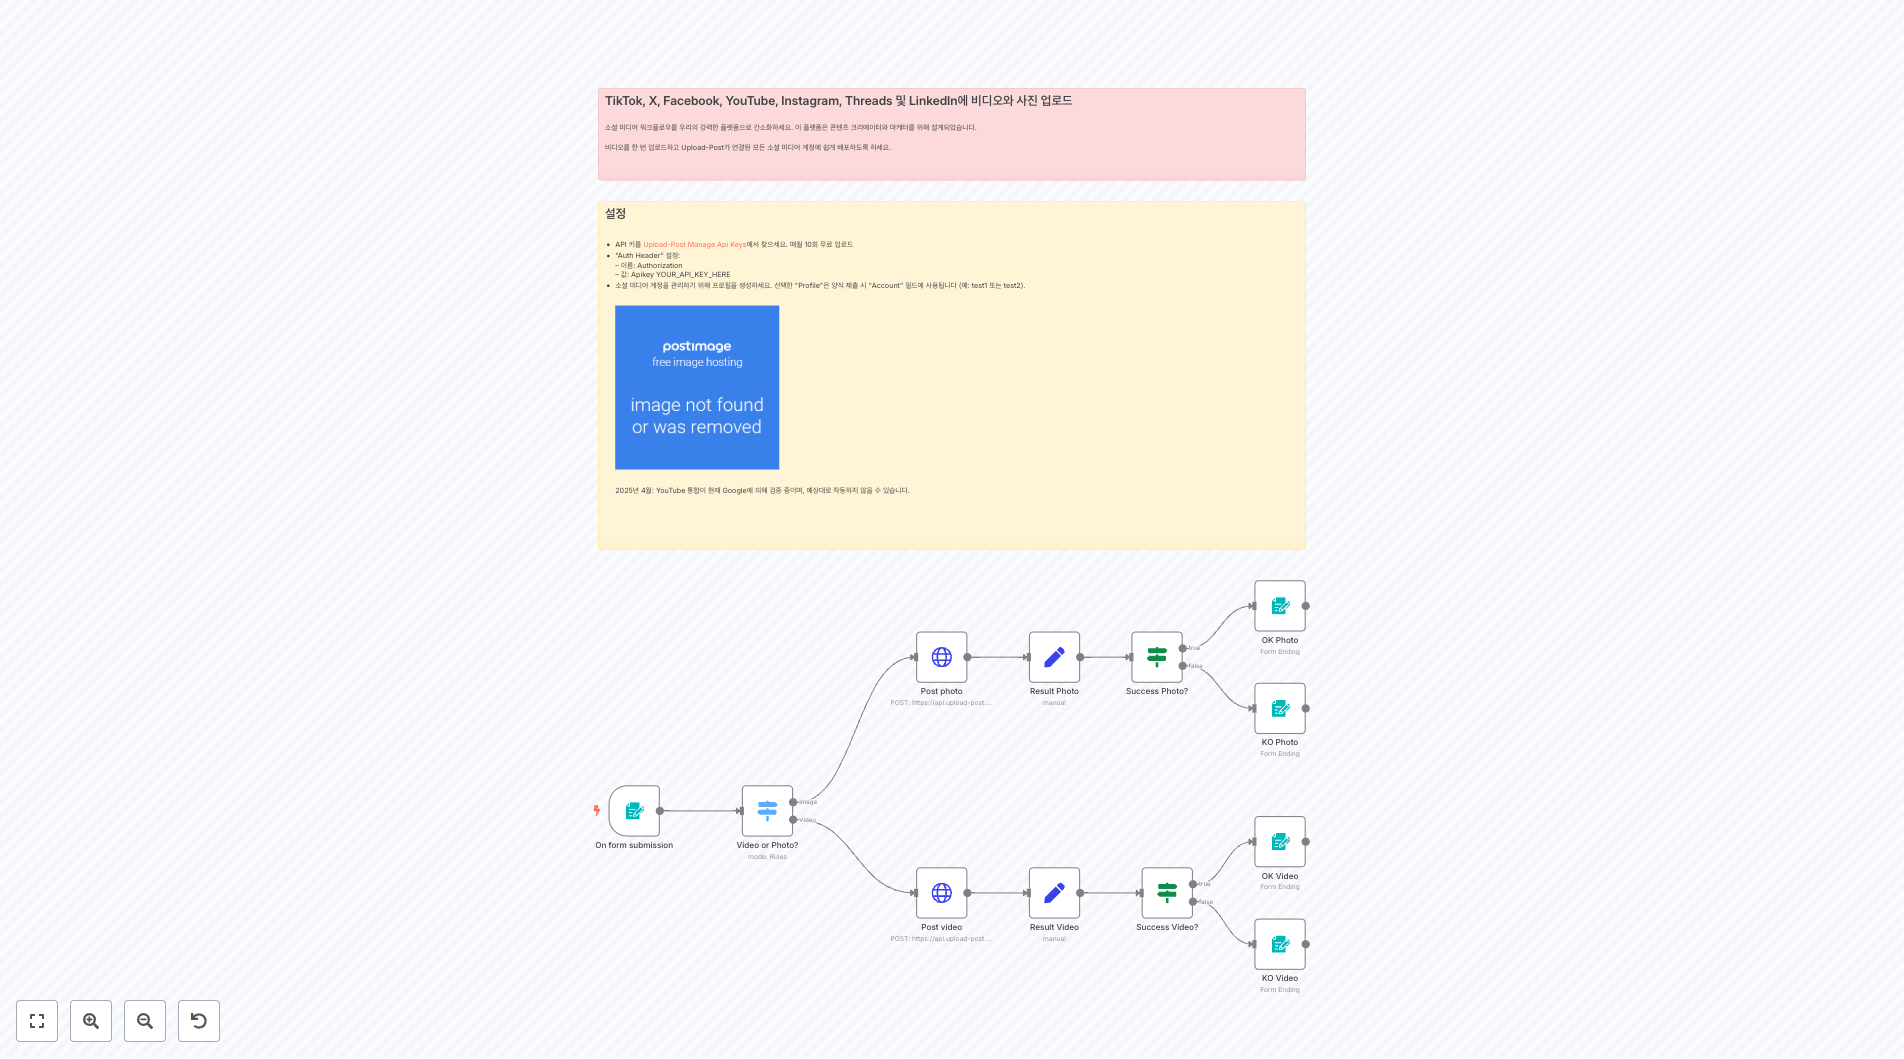 TikTok, X, Facebook, YouTube, Instagram, Threads 및 LinkedIn에 비디오와 사진 업로드
소셜 미디어 워크플로우를 우리의 강력한 플랫폼으로 간소화하세요. 이 플랫폼은 콘텐츠 크리에이터와 마케터를 위해 설계되었습니다.
비디오를 한 번 업로드하고 Upload-Post가 연결된 모든 소셜 미디어 계정에 쉽게 배포하도록 하세요.
설정
• API 키를 Upload-Post Manage Api Keys에서 찾으세요. 매월 10회 무료 업로드
• "Auth Header" 설정:
– 이름: Authorization
– 값: Apikey YOUR_API_KEY_HERE
• 소셜 미디어 계정을 관리하기 위해 프로필을 생성하세요. 선택한 "Profile"은 양식 제출 시 "Account" 필드에 사용됩니다 (예: test1 또는 test2).
postimage
free image hosting
image not found
or was removed
2025년 4월: YouTube 통합이 현재 Google에 의해 검증 중이며, 예상대로 작동하지 않을 수 있습니다.
OK Photo
Form Ending
true
false
Post photo
POST: https://api.upload-post....
Result Photo
manual
Success Photo?
KO Photo
Form Ending
On form submission
Image
Video
Video or Photo?
mode: Rules
OK Video
Form Ending
true
false
Post video
POST: https://api.upload-post....
Result Video
manual
Success Video?
KO Video
Form Ending